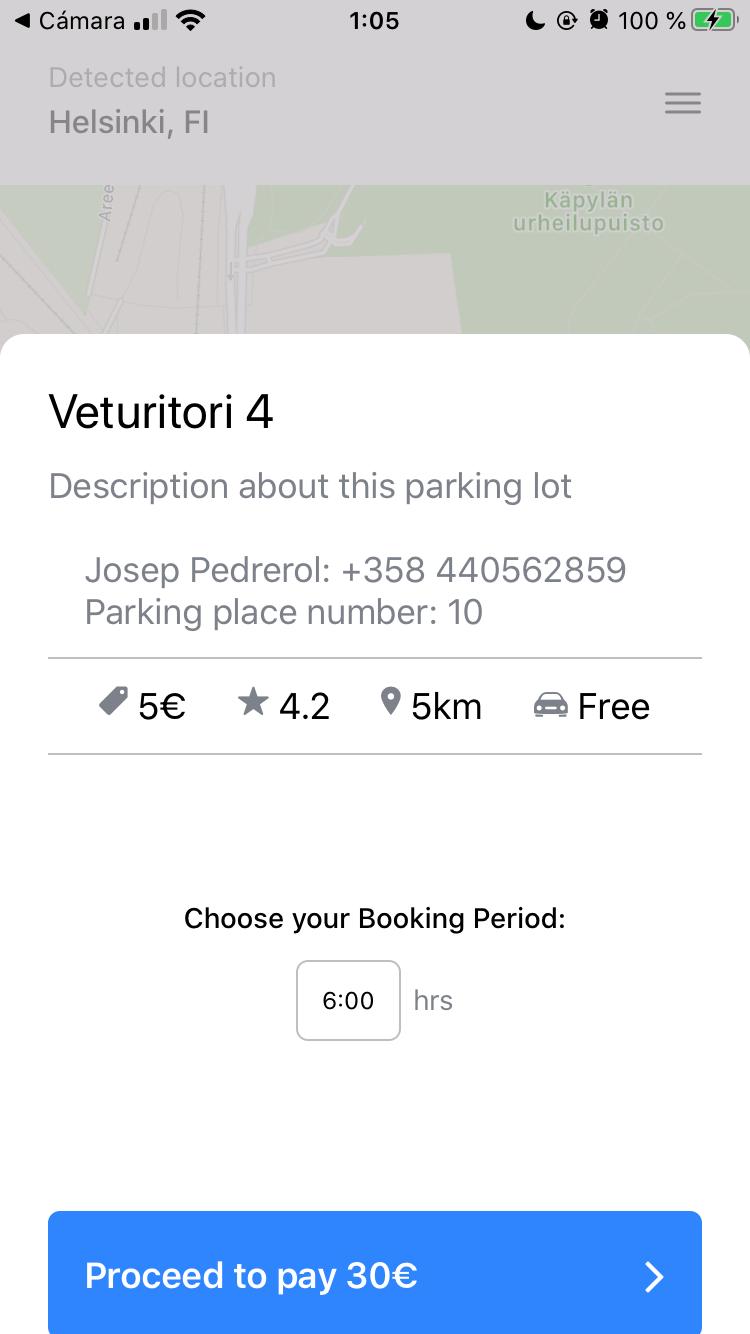 Cámara
1:05
100 %
Detected location
Helsinki, FI
Aree
Käpylän
urheilupuisto
Veturitori 4
Description about this parking lot
Josep Pedrerol: +358 440562859
Parking place number: 10
5€ 4.2 5km Free
Choose your Booking Period:
6:00 hrs
Proceed to pay 30€